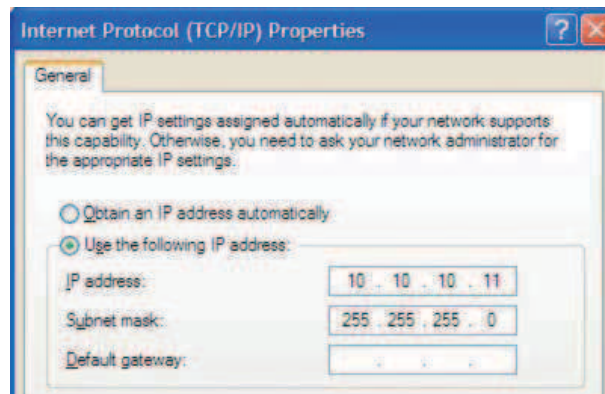 Internet Protocol (TCP/IP) Properties
General
You can get IP settings assigned automatically if your network supports
this capability. Otherwise, you need to ask your network administrator for
the appropriate IP settings.
Obtain an IP address automatically
Use the following IP address:
IP address: 10 . 10 . 10 . 11
Subnet mask: 255 . 255 . 255 . 0
Default gateway: . . .